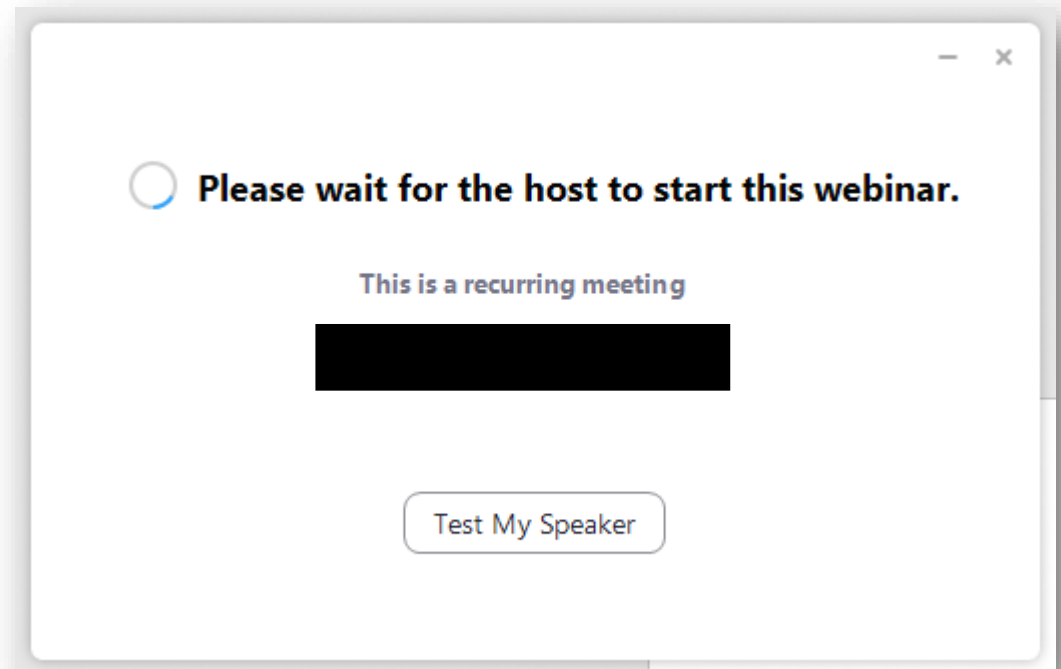 Please wait for the host to start this webinar.
This is a recurring meeting
Test My Speaker